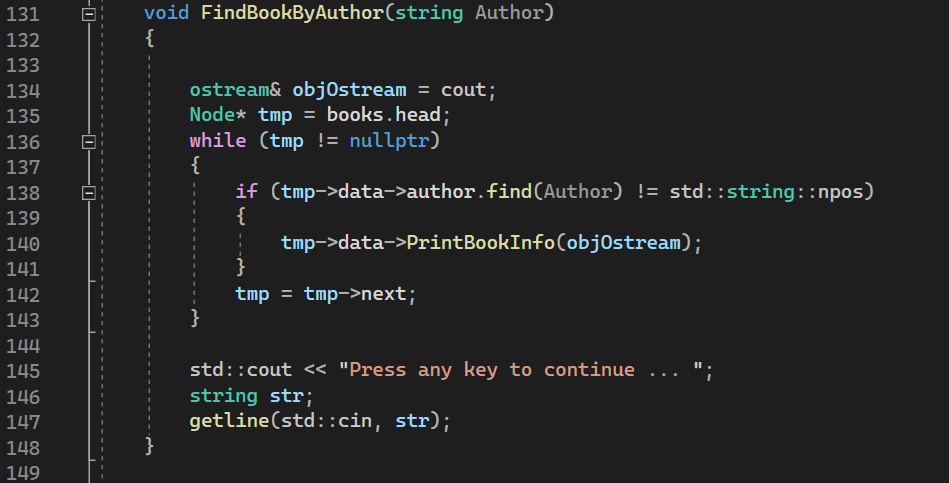 131 void FindBookByAuthor(string Author)
132 {
133
134 ostream& objOstream = cout;
135 Node* tmp = books.head;
136 while (tmp != nullptr)
137 {
138 if (tmp->data->author.find(Author) != std::string::npos)
139 {
140 tmp->data->PrintBookInfo(objOstream);
141 }
142 tmp = tmp->next;
143 }
144
145 std::cout << "Press any key to continue ... ";
146 string str;
147 getline(std::cin, str);
148 }
149